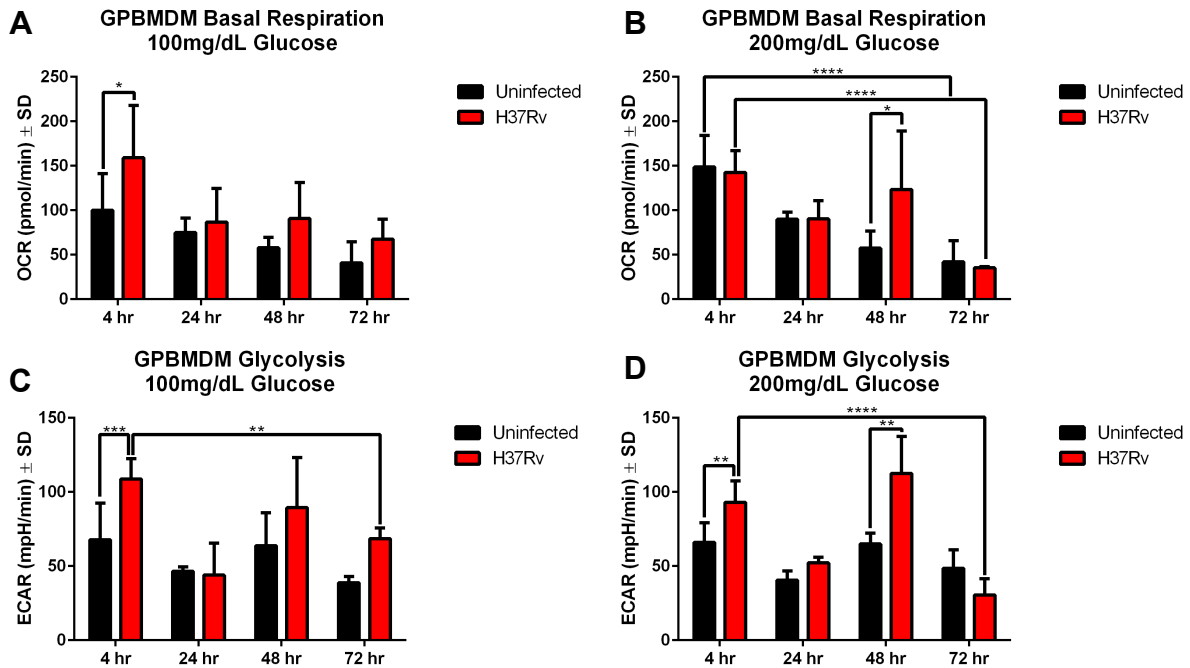 A
GPBMDM Basal Respiration
100mg/dL Glucose
OCR (pmol/min) ± SD
250
200
150
100
50
0
*
4 hr
24 hr
48 hr
72 hr
Uninfected
H37Rv
B
GPBMDM Basal Respiration
200mg/dL Glucose
OCR (pmol/min) ± SD
250
200
150
100
50
0
****
****
*
4 hr
24 hr
48 hr
72 hr
Uninfected
H37Rv
C
GPBMDM Glycolysis
100mg/dL Glucose
ECAR (mpH/min) ± SD
150
100
50
0
***
**
4 hr
24 hr
48 hr
72 hr
Uninfected
H37Rv
D
GPBMDM Glycolysis
200mg/dL Glucose
ECAR (mpH/min) ± SD
150
100
50
0
****
**
**
4 hr
24 hr
48 hr
72 hr
Uninfected
H37Rv